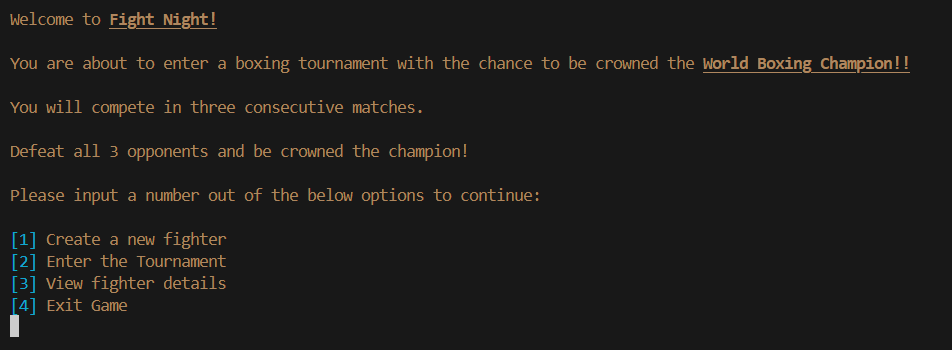 Welcome to Fight Night!
You are about to enter a boxing tournament with the chance to be crowned the World Boxing Champion!!
You will compete in three consecutive matches.
Defeat all 3 opponents and be crowned the champion!
Please input a number out of the below options to continue:
[1] Create a new fighter
[2] Enter the Tournament
[3] View fighter details
[4] Exit Game